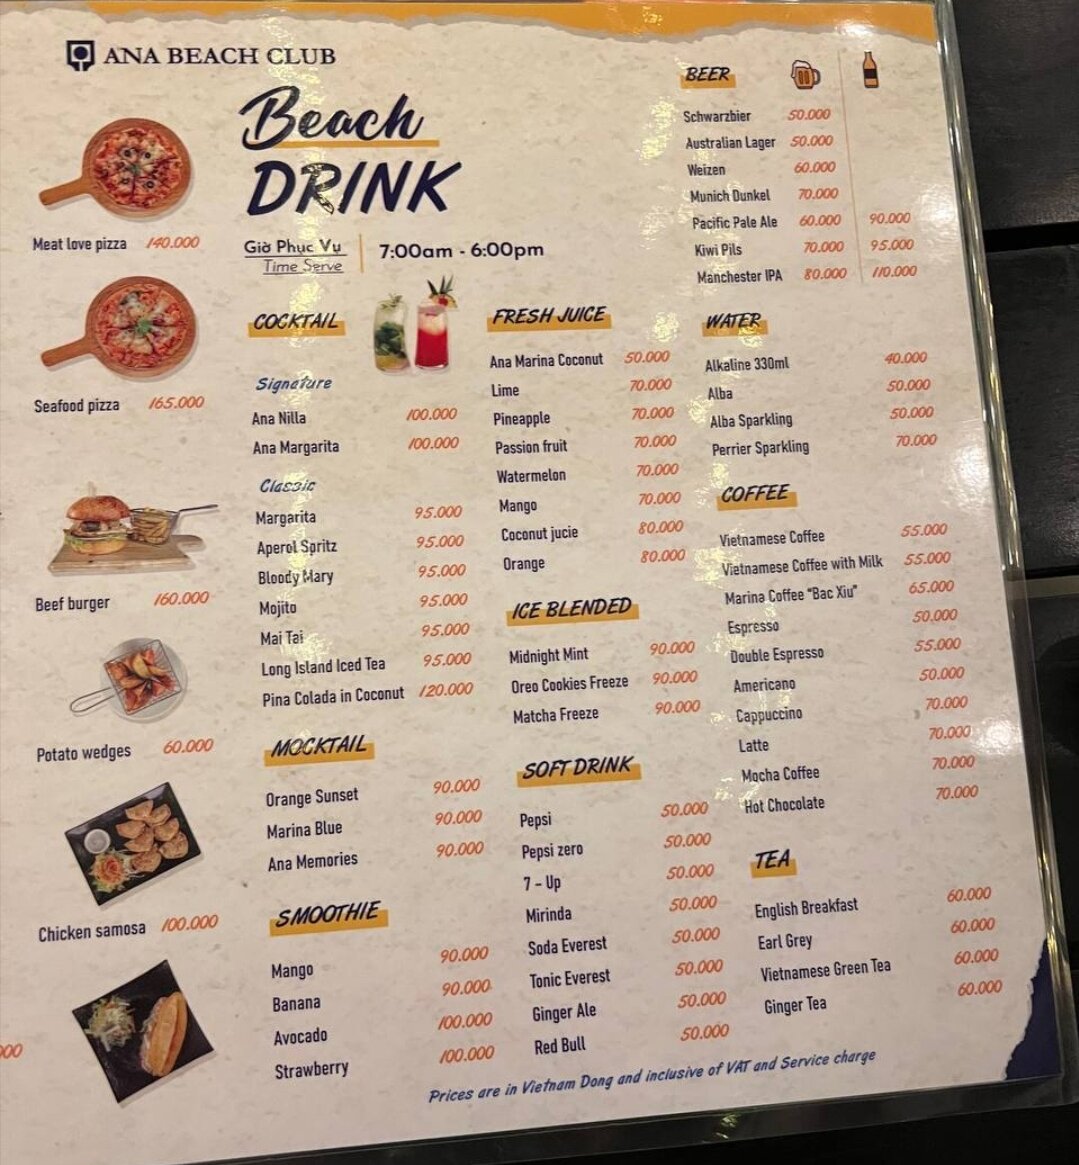 ANA BEACH CLUB
Beach
DRINK
Giờ Phục Vụ
Time Serve
7:00am - 6:00pm
Meat love pizza 140.000
Seafood pizza 165.000
Beef burger 160.000
Potato wedges 60.000
Chicken samosa 100.000
000
COCKTAIL
Signature
Ana Nilla 100.000
Ana Margarita 100.000
Classic
Margarita 95.000
Aperol Spritz 95.000
Bloody Mary 95.000
Mojito 95.000
Mai Tai 95.000
Long Island Iced Tea 95.000
Pina Colada in Coconut 120.000
MOCKTAIL
Orange Sunset 90.000
Marina Blue 90.000
Ana Memories 90.000
SMOOTHIE
Mango 90.000
Banana 90.000
Avocado 100.000
Strawberry 100.000
FRESH JUICE
Ana Marina Coconut 50.000
Lime 70.000
Pineapple 70.000
Passion fruit 70.000
Watermelon 70.000
Mango 70.000
Coconut jucie 80.000
Orange 80.000
ICE BLENDED
Midnight Mint 90.000
Oreo Cookies Freeze 90.000
Matcha Freeze 90.000
SOFT DRINK
Pepsi 50.000
Pepsi zero 50.000
7 - Up 50.000
Mirinda 50.000
Soda Everest 50.000
Tonic Everest 50.000
Ginger Ale 50.000
Red Bull 50.000
BEER
Schwarzbier 50.000
Australian Lager 50.000
Weizen 60.000
Munich Dunkel 70.000
Pacific Pale Ale 60.000 90.000
Kiwi Pils 70.000 95.000
Manchester IPA 80.000 110.000
WATER
Alkaline 330ml 40.000
Alba 50.000
Alba Sparkling 50.000
Perrier Sparkling 70.000
COFFEE
Vietnamese Coffee 55.000
Vietnamese Coffee with Milk 55.000
Marina Coffee "Bac Xiu" 65.000
Espresso 50.000
Double Espresso 55.000
Americano 50.000
Cappuccino 70.000
Latte 70.000
Mocha Coffee 70.000
Hot Chocolate 70.000
TEA
English Breakfast 60.000
Earl Grey 60.000
Vietnamese Green Tea 60.000
Ginger Tea 60.000
Prices are in Vietnam Dong and inclusive of VAT and Service charge